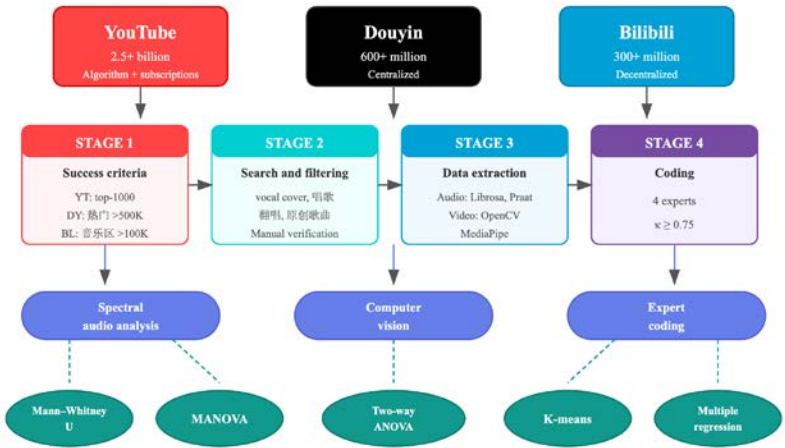 YouTube
2.5+ billion
Algorithm + subscriptions
Douyin
600+ million
Centralized
Bilibili
300+ million
Decentralized
STAGE 1
Success criteria
YT: top-1000
DY: 热门 >500K
BL: 音乐区 >100K
STAGE 2
Search and filtering
vocal cover, 唱歌
翻唱, 原创歌曲
Manual verification
STAGE 3
Data extraction
Audio: Librosa, Praat
Video: OpenCV
MediaPipe
STAGE 4
Coding
4 experts
κ ≥ 0.75
Spectral
audio analysis
Computer
vision
Expert
coding
Mann–Whitney
U
MANOVA
Two-way
ANOVA
K-means
Multiple
regression